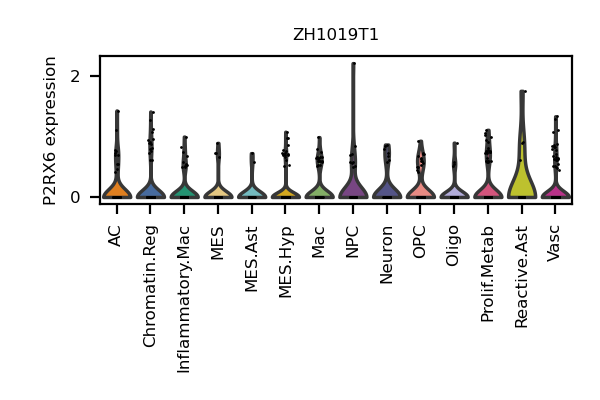 ZH1019T1
P2RX6 expression
2
0
AC
Chromatin.Reg
Inflammatory.Mac
MES
MES.Ast
MES.Hyp
Mac
NPC
Neuron
OPC
Oligo
Prolif.Metab
Reactive.Ast
Vasc